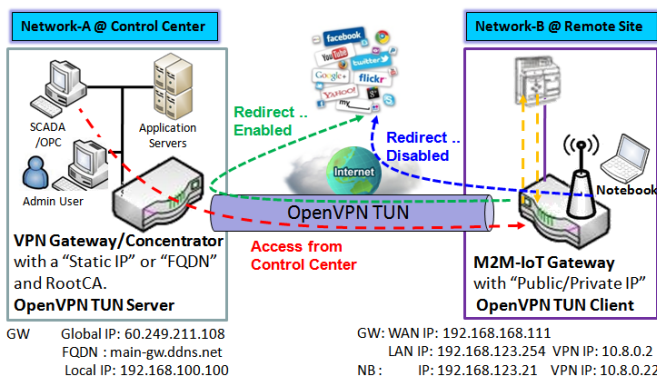 Network-A @ Control Center
Network-B @ Remote Site
facebook
YouTube
twitter
Google+
flickr
YAHOO!
my
SCADA
/OPC
Application
Servers
Admin User
Redirect ..
Enabled
Redirect ..
Disabled
Internet
Notebook
OpenVPN TUN
Access from
Control Center
VPN Gateway/Concentrator
with a “Static IP” or “FQDN”
and RootCA.
OpenVPN TUN Server
M2M-IoT Gateway
with “Public/Private IP”
OpenVPN TUN Client
GW Global IP: 60.249.211.108
FQDN : main-gw.ddns.net
Local IP: 192.168.100.100
GW: WAN IP: 192.168.168.111
LAN IP: 192.168.123.254 VPN IP: 10.8.0.2
NB : IP: 192.168.123.21 VPN IP: 10.8.0.22